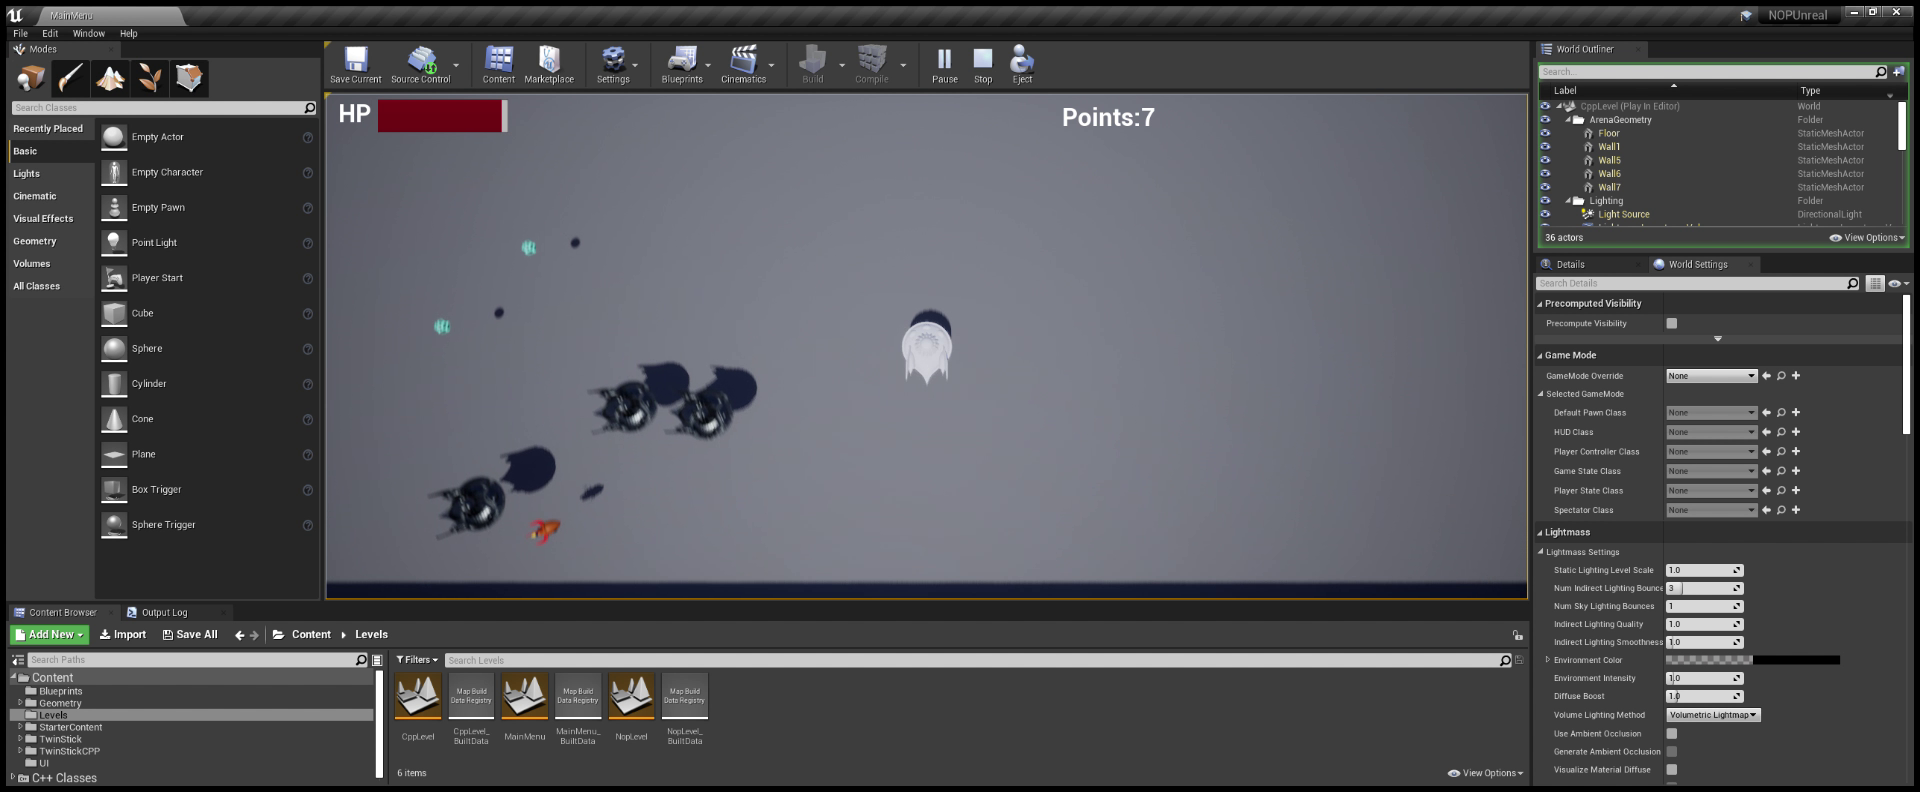 MainMenu
NOPUnreal
File Edit Window Help
Modes
Search Classes
Recently Placed
Basic
Lights
Cinematic
Visual Effects
Geometry
Volumes
All Classes
Empty Actor
Empty Character
Empty Pawn
Point Light
Player Start
Cube
Sphere
Cylinder
Cone
Plane
Box Trigger
Sphere Trigger
Save Current Source Control Content Marketplace Settings Blueprints Cinematics Build Compile Pause Stop Eject
HP
Points:7
World Outliner
Search...
Label Type
CppLevel (Play In Editor) World
ArenaGeometry Folder
Floor StaticMeshActor
Wall1 StaticMeshActor
Wall5 StaticMeshActor
Wall6 StaticMeshActor
Wall7 StaticMeshActor
Lighting Folder
Light Source DirectionalLight
36 actors View Options
Details World Settings
Search Details
Precomputed Visibility
Precompute Visibility
Game Mode
GameMode Override None
Selected GameMode
Default Pawn Class None
HUD Class None
Player Controller Class None
Game State Class None
Player State Class None
Spectator Class None
Lightmass
Lightmass Settings
Static Lighting Level Scale 1.0
Num Indirect Lighting Bounce 3
Num Sky Lighting Bounces 1
Indirect Lighting Quality 1.0
Indirect Lighting Smoothness 1.0
Environment Color
Environment Intensity 1.0
Diffuse Boost 1.0
Volume Lighting Method Volumetric Lightmap
Use Ambient Occlusion
Generate Ambient Occlusion
Visualize Material Diffuse
Content Browser Output Log
Add New Import Save All Content Levels
Search Paths
Content
Blueprints
Geometry
Levels
StarterContent
TwinStick
TwinStickCPP
UI
C++ Classes
Filters Search Levels
Map Build Data Registry
Map Build Data Registry
Map Build Data Registry
CppLevel
CppLevel_BuiltData
MainMenu
MainMenu_BuiltData
NopLevel
NopLevel_BuiltData
6 items View Options